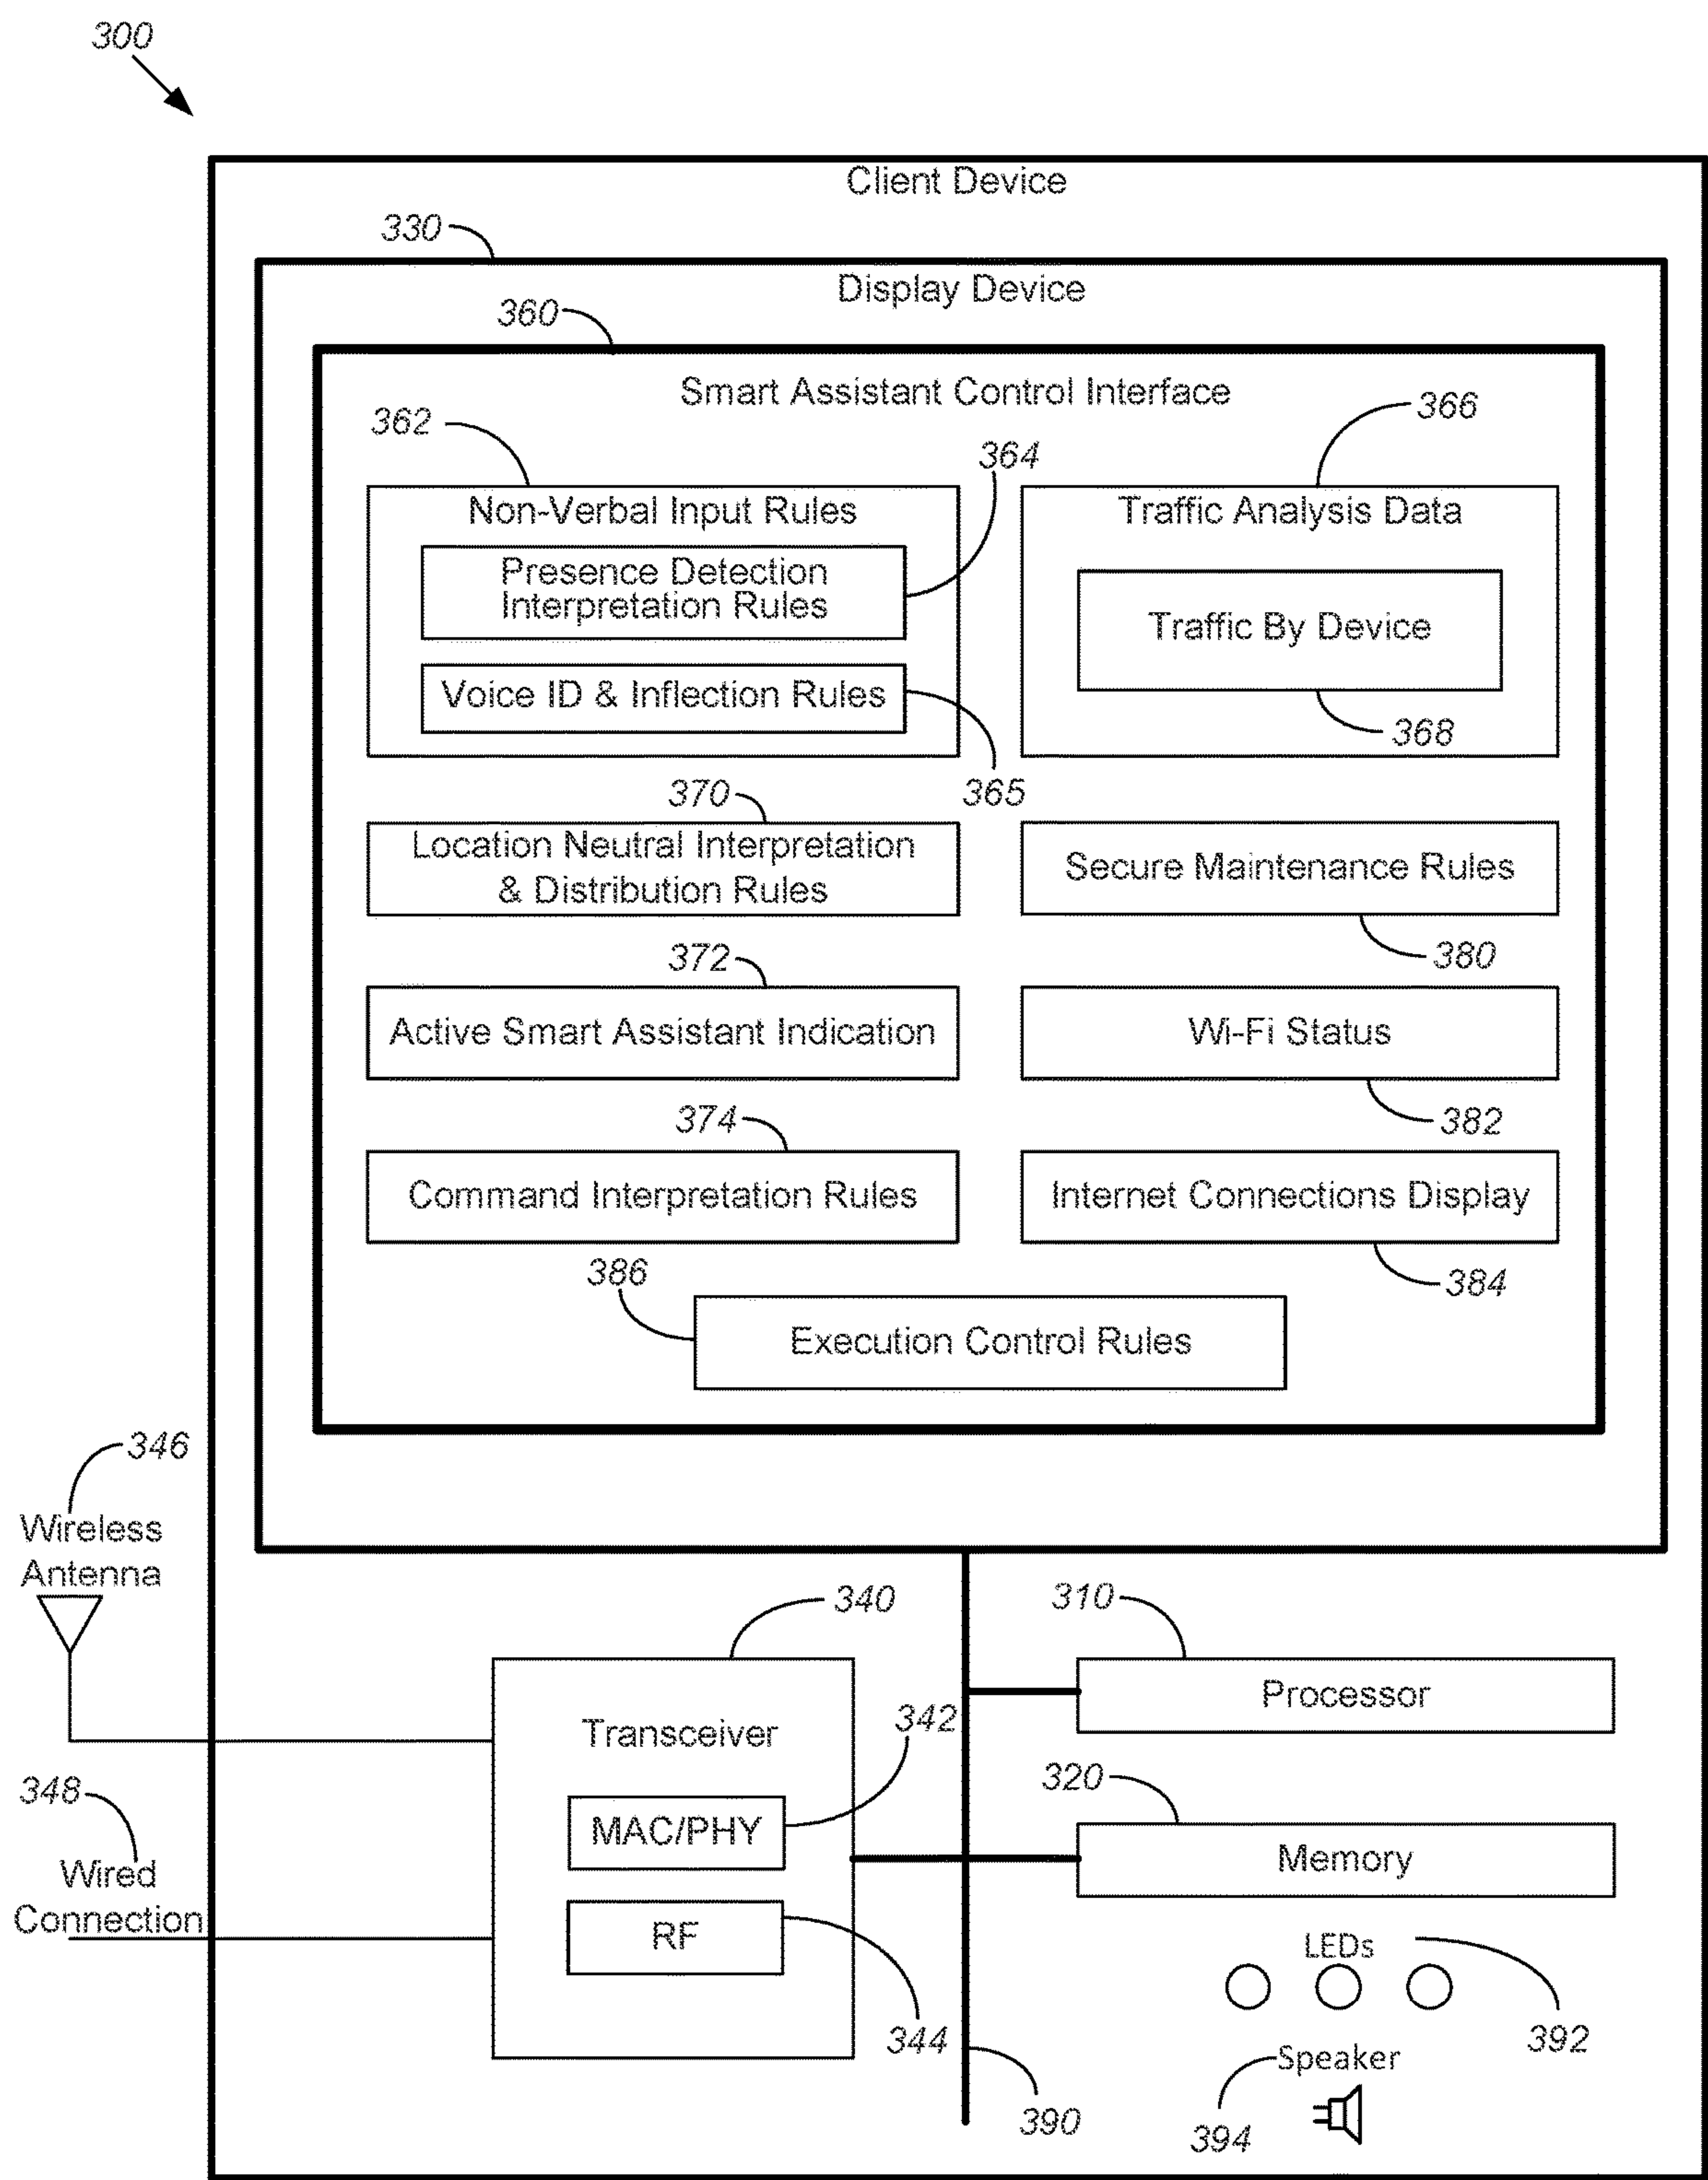 300
Client Device
330
Display Device
360
Smart Assistant Control Interface
362
364
366
Non-Verbal Input Rules
Presence Detection
Interpretation Rules
Voice ID & Inflection Rules
365
Traffic Analysis Data
Traffic By Device
368
370
Location Neutral Interpretation
& Distribution Rules
Secure Maintenance Rules
380
372
Active Smart Assistant Indication
Wi-Fi Status
382
374
Command Interpretation Rules
Internet Connections Display
384
386
Execution Control Rules
346
Wireless
Antenna
348
Wired
Connection
340
Transceiver
342
MAC/PHY
RF
344
310
Processor
320
Memory
LEDs
392
Speaker
394
390